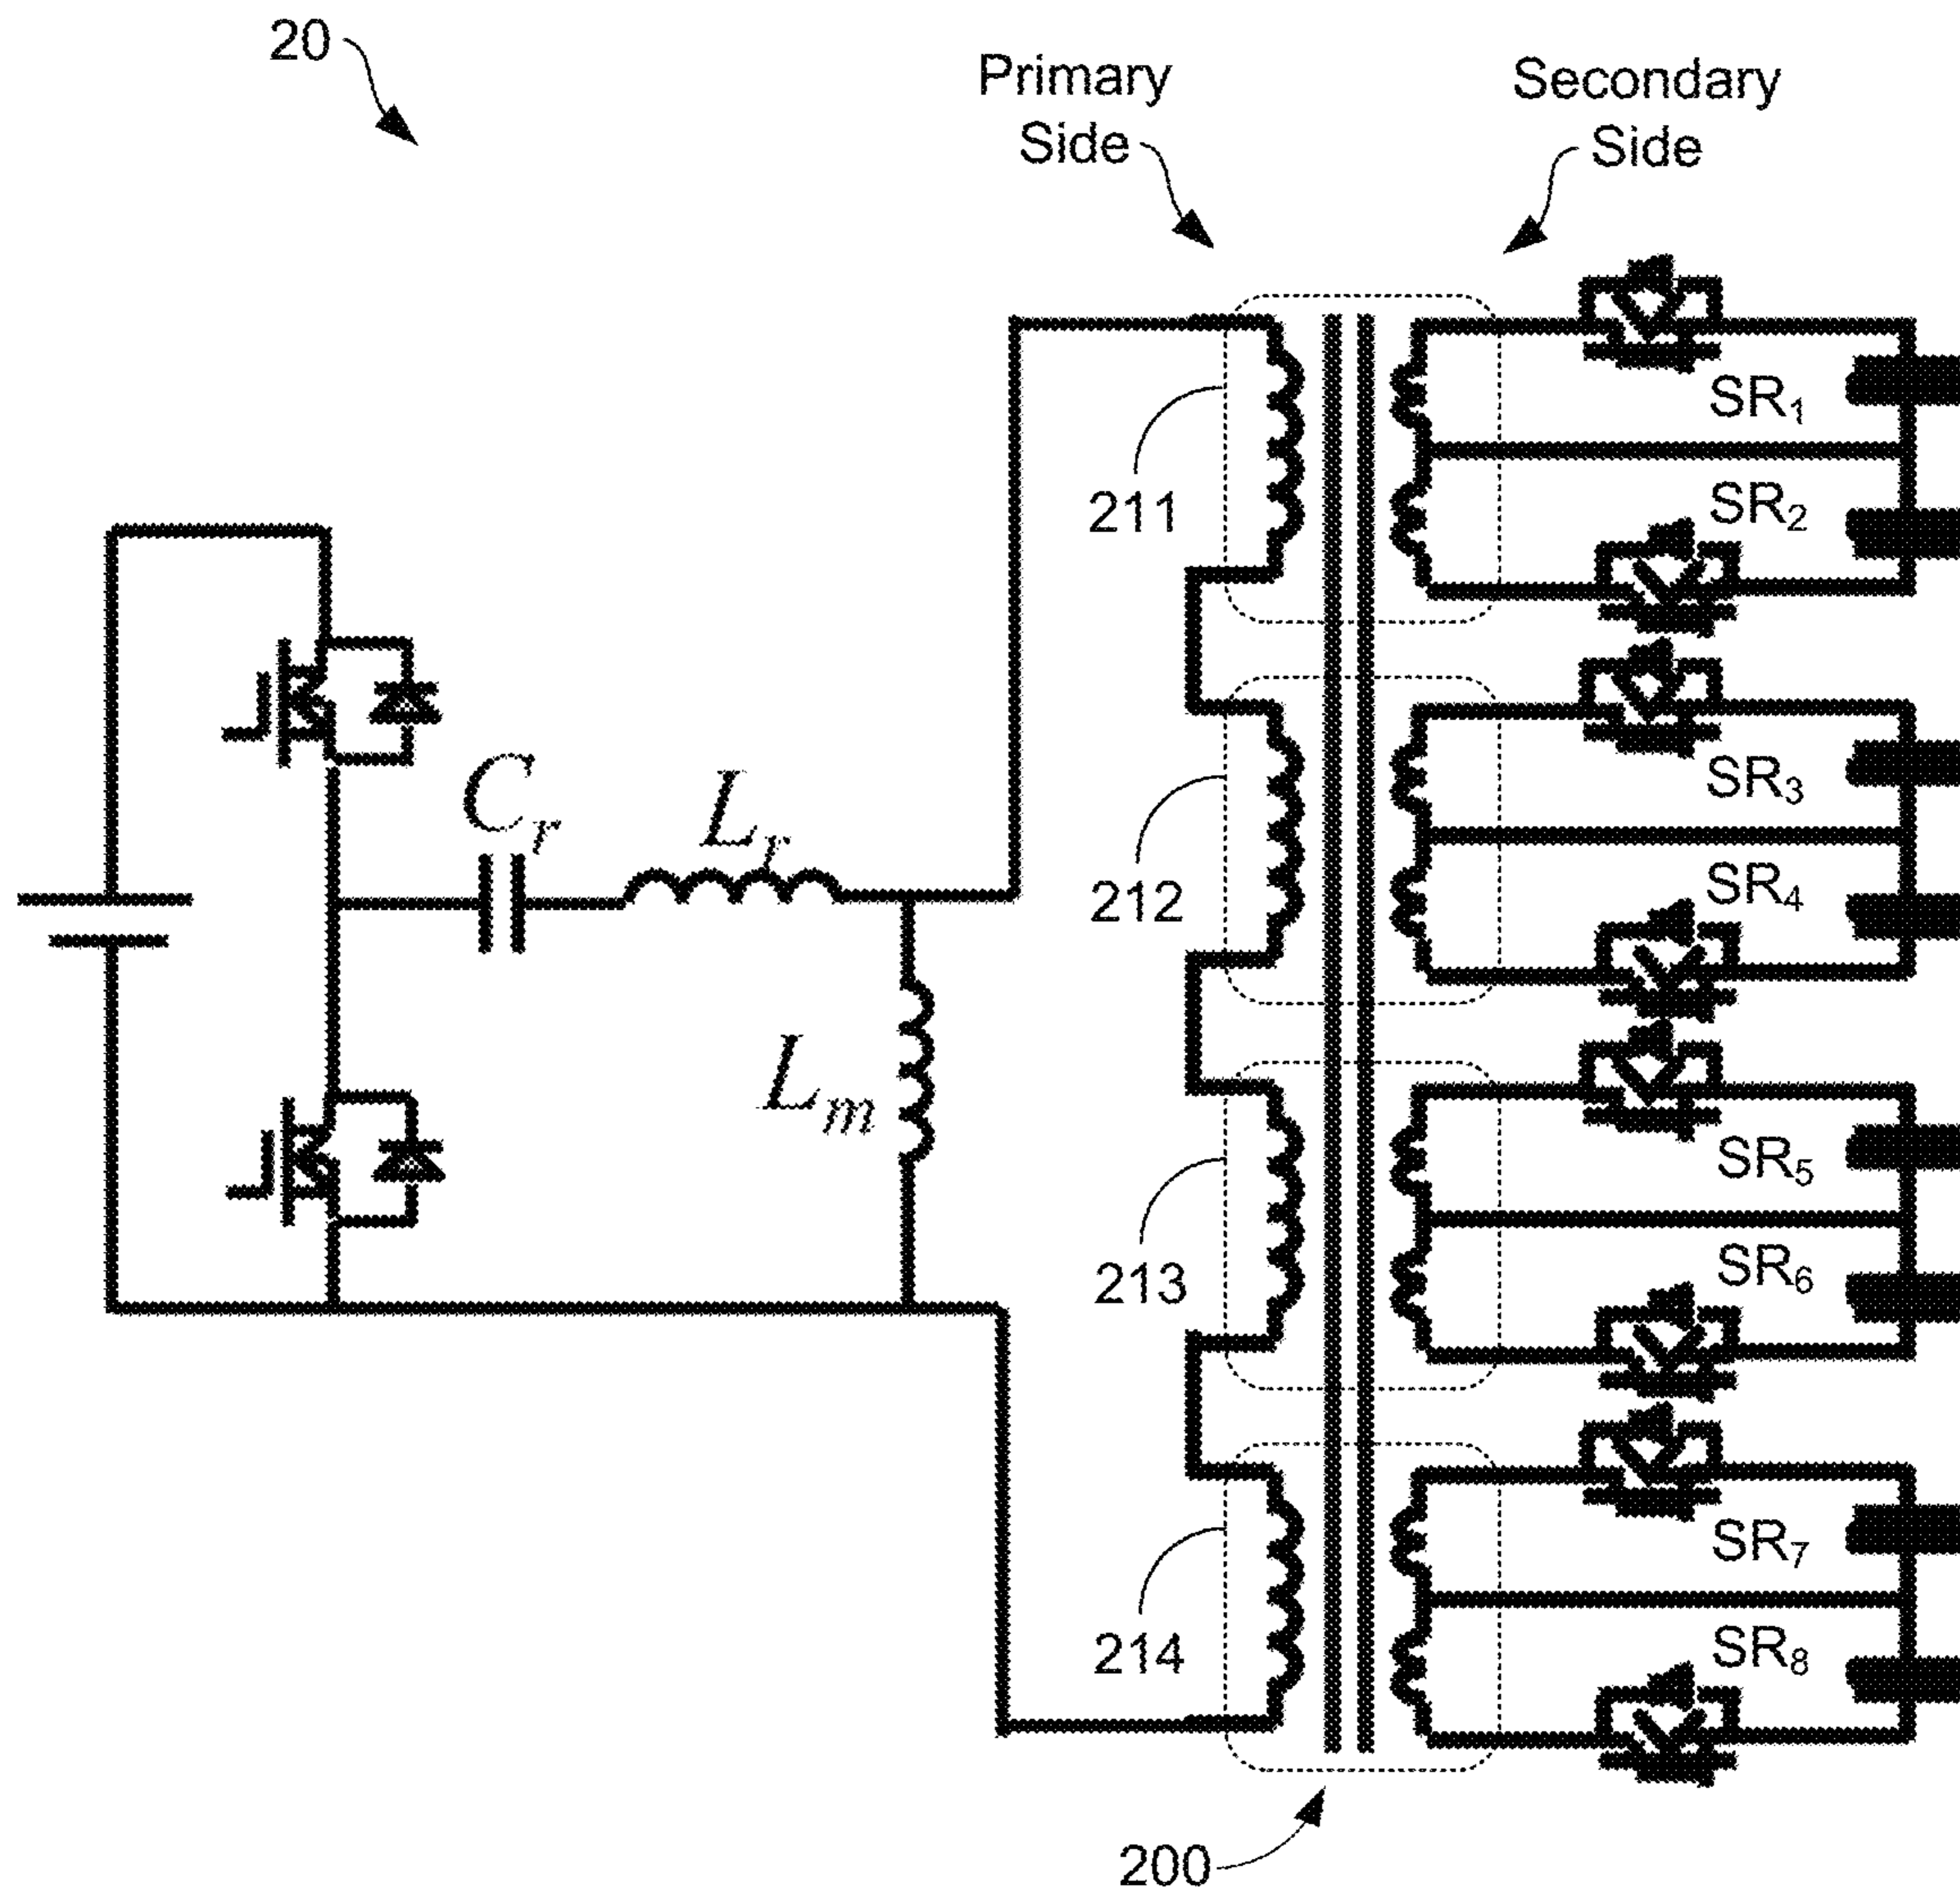 20
Primary
Side
Secondary
Side
211
SR₁
SR₂
Cᵣ
Lᵣ
212
SR₃
SR₄
Lₘ
213
SR₅
SR₆
214
SR₇
SR₈
200